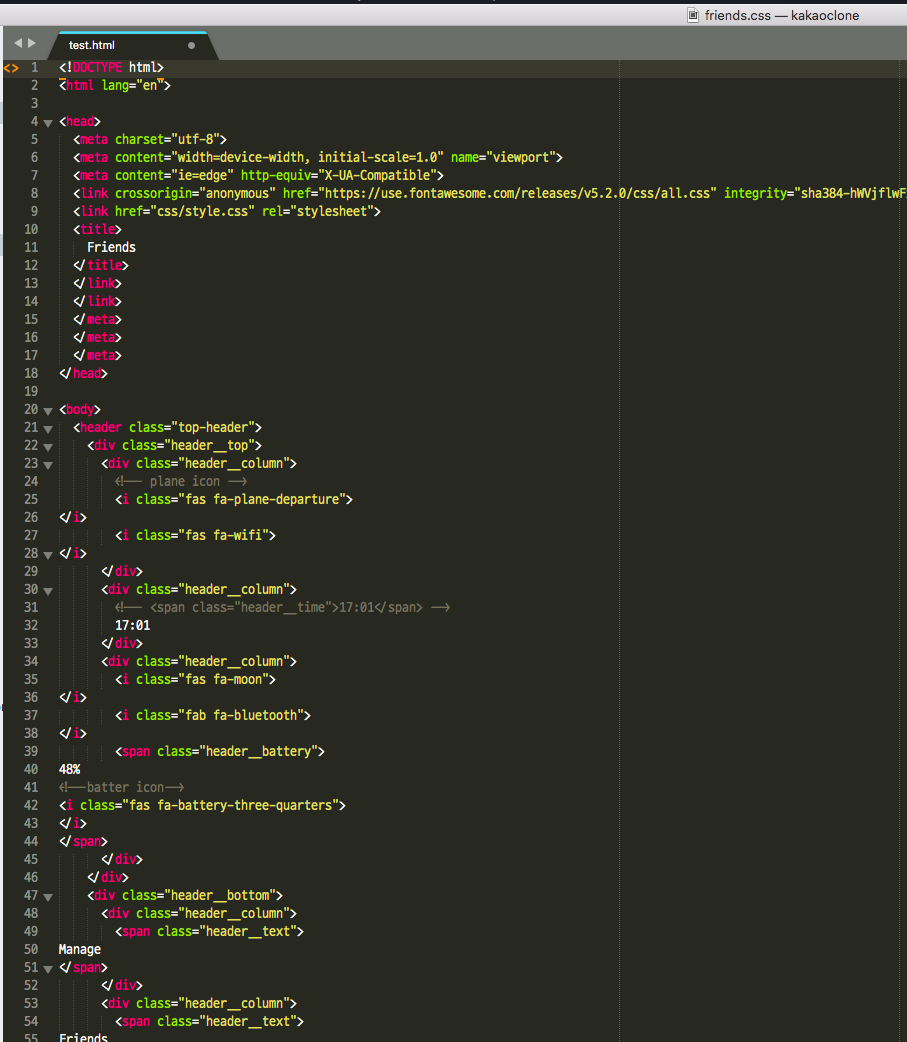 friends.css — kakaoclone
test.html
1 <!DOCTYPE html>
2 <html lang="en">
3
4 <head>
5 <meta charset="utf-8">
6 <meta content="width=device-width, initial-scale=1.0" name="viewport">
7 <meta content="ie=edge" http-equiv="X-UA-Compatible">
8 <link crossorigin="anonymous" href="https://use.fontawesome.com/releases/v5.2.0/css/all.css" integrity="sha384-hWVjflwF
9 <link href="css/style.css" rel="stylesheet">
10 <title>
11 Friends
12 </title>
13 </link>
14 </link>
15 </meta>
16 </meta>
17 </meta>
18 </head>
19
20 <body>
21 <header class="top-header">
22 <div class="header__top">
23 <div class="header__column">
24 <!-- plane icon -->
25 <i class="fas fa-plane-departure">
26 </i>
27 <i class="fas fa-wifi">
28 </i>
29 </div>
30 <div class="header__column">
31 <!-- <span class="header__time">17:01</span> -->
32 17:01
33 </div>
34 <div class="header__column">
35 <i class="fas fa-moon">
36 </i>
37 <i class="fab fa-bluetooth">
38 </i>
39 <span class="header__battery">
40 48%
41 <!--batter icon-->
42 <i class="fas fa-battery-three-quarters">
43 </i>
44 </span>
45 </div>
46 </div>
47 <div class="header__bottom">
48 <div class="header__column">
49 <span class="header__text">
50 Manage
51 </span>
52 </div>
53 <div class="header__column">
54 <span class="header__text">
55 Friends